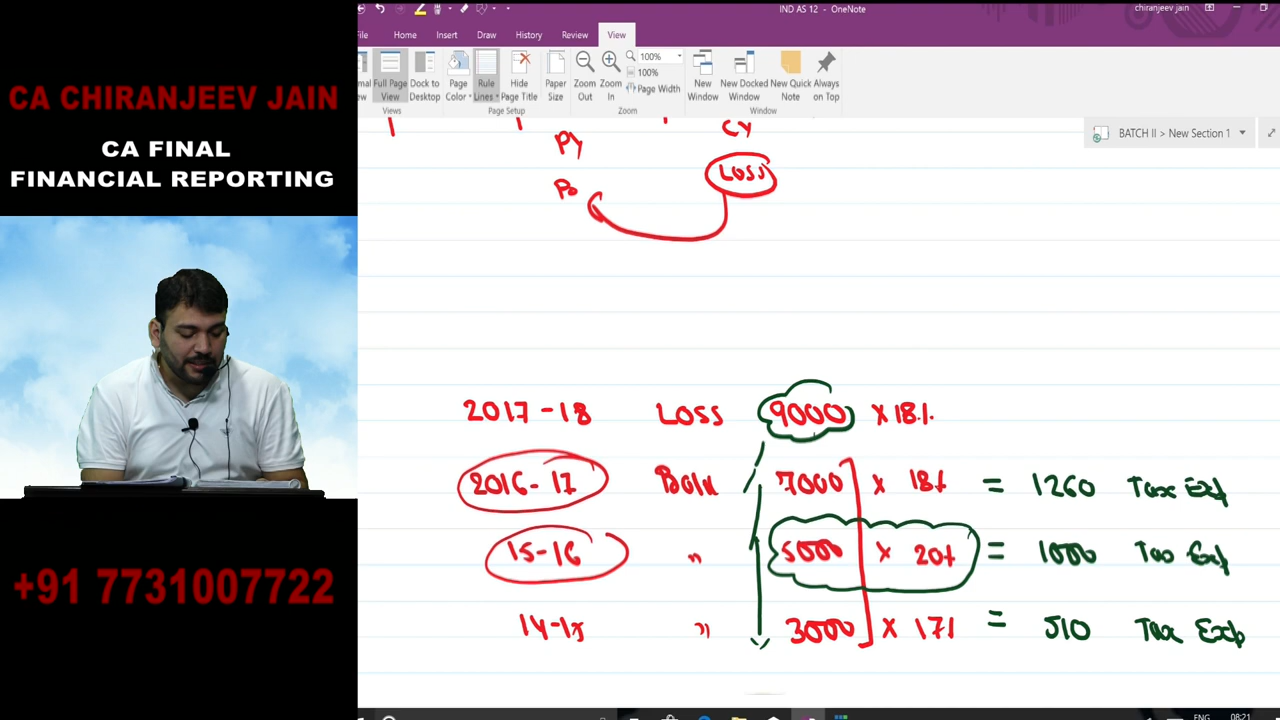 CA CHIRANJEEV JAIN
CA FINAL
FINANCIAL REPORTING
+91 7731007722
IND AS 12 - OneNote
chiranjeev jain
File Home Insert Draw History Review View
Full Page View
Dock to Desktop
Page Color
Rule Lines
Hide Page Title
Paper Size
Zoom Out
Zoom In
100%
100%
Page Width
New Window
New Docked Window
New Quick Note
Always on Top
Views
Page Setup
Zoom
Window
BATCH II > New Section 1
PY CY
LOSS
2017-18 LOSS 9000 x 18%
2016-17 7000 x 18% = 1260 Tax Exp
15-16 " 5000 x 20% = 1000 Tax Exp
14-15 " 3000 x 17% = 510 Tax Exp
ENG 08:21